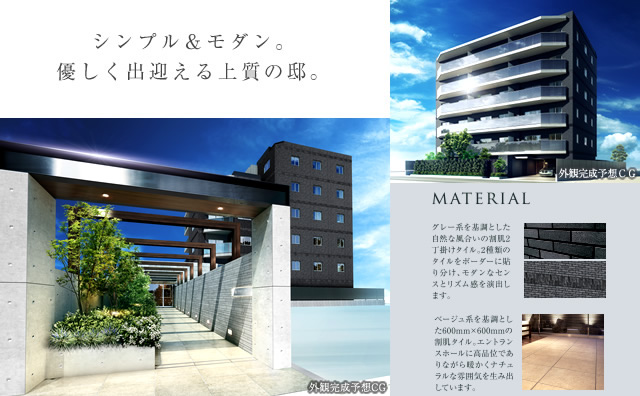 シンプル＆モダン。
優しく出迎える上質の邸。
外観完成予想CG
外観完成予想CG
MATERIAL
グレー系を基調とした
自然な風合いの割肌2
丁掛けタイル。2種類の
タイルをボーダーに貼
り分け、モダンなセン
スとリズム感を演出し
ます。
ベージュ系を基調とし
た600mm×600mmの
割肌タイル。エントラン
スホールに高品位であ
りながら暖かくナチュ
ラルな雰囲気を生み出
しています。